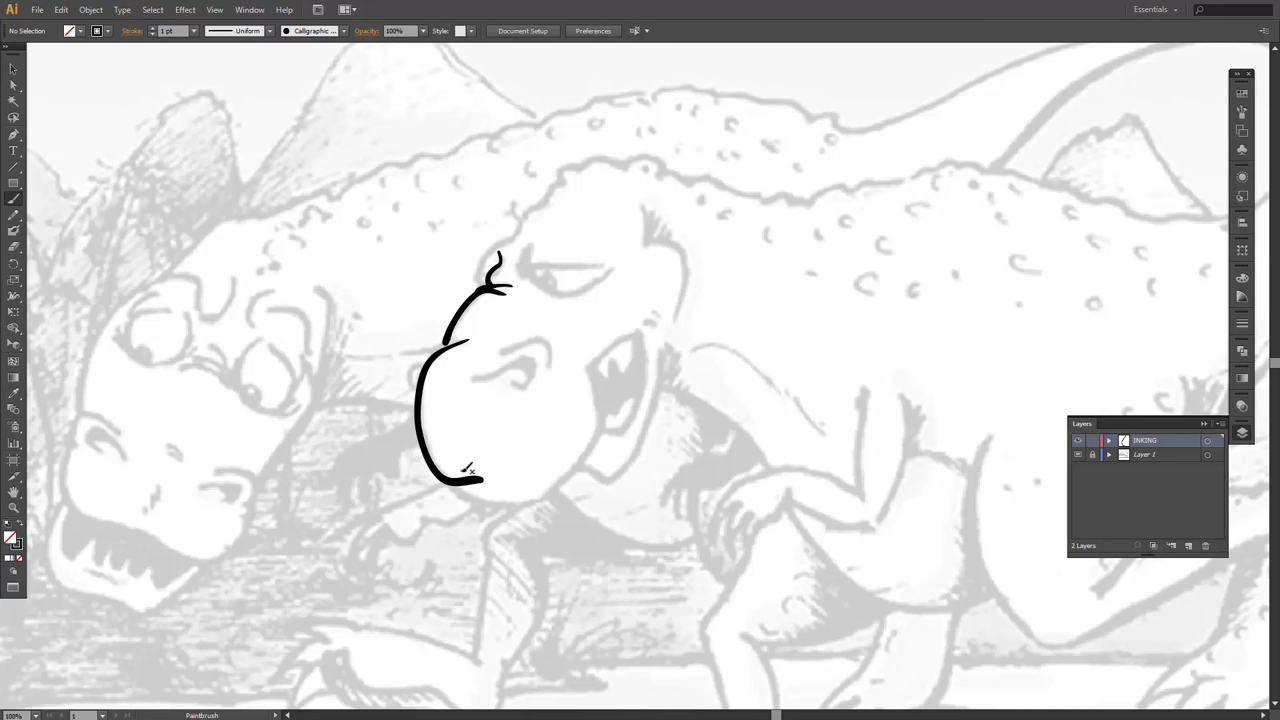 Ai File Edit Object Type Select Effect View Window Help Br Essentials
No Selection Stroke: 1 pt Uniform Calligraphic ... Opacity: 100% Style: Document Setup Preferences
T
Layers
INKING
Layer 1
2 Layers
100% 1 Paintbrush